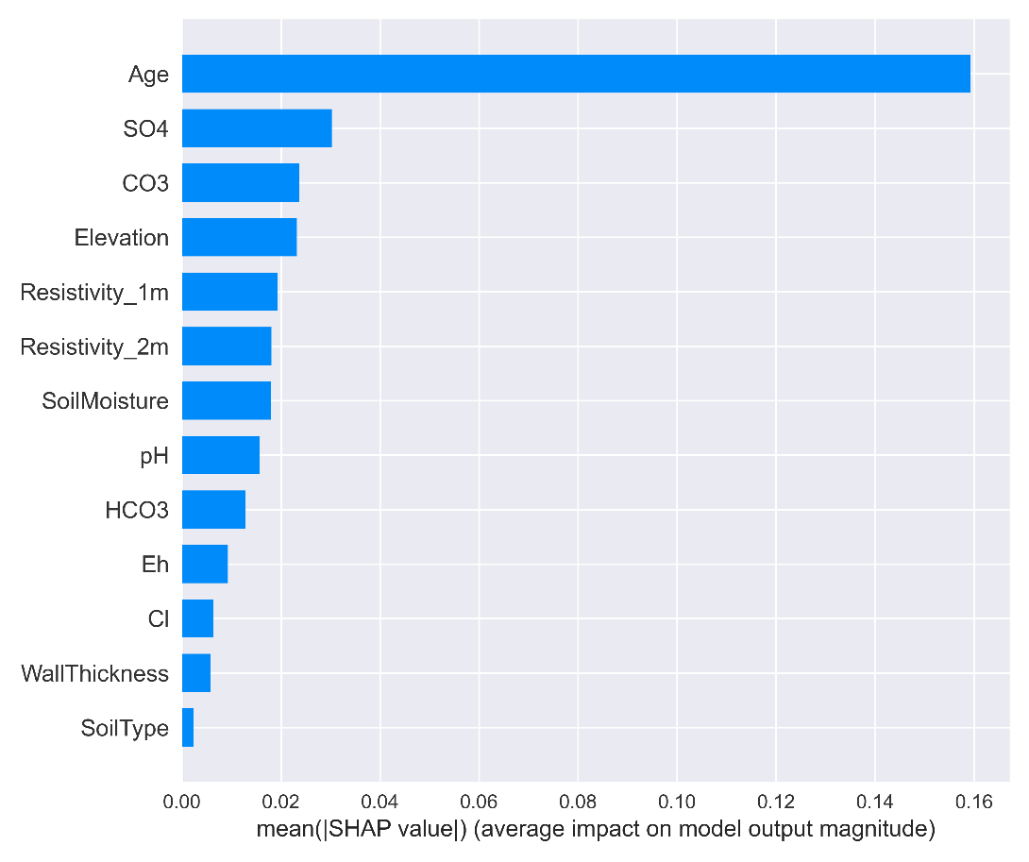 Age
SO4
CO3
Elevation
Resistivity_1m
Resistivity_2m
SoilMoisture
pH
HCO3
Eh
Cl
WallThickness
SoilType
0.00 0.02 0.04 0.06 0.08 0.10 0.12 0.14 0.16
mean(|SHAP value|) (average impact on model output magnitude)